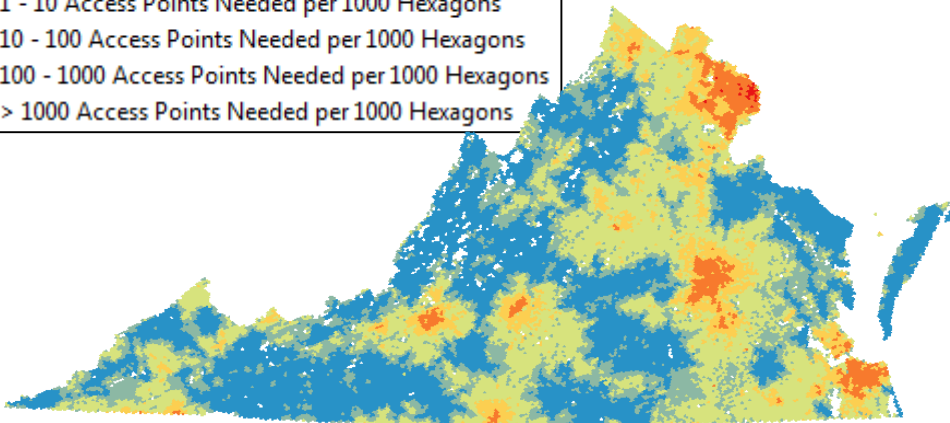 1 - 10 Access Points Needed per 1000 Hexagons
10 - 100 Access Points Needed per 1000 Hexagons
100 - 1000 Access Points Needed per 1000 Hexagons
> 1000 Access Points Needed per 1000 Hexagons